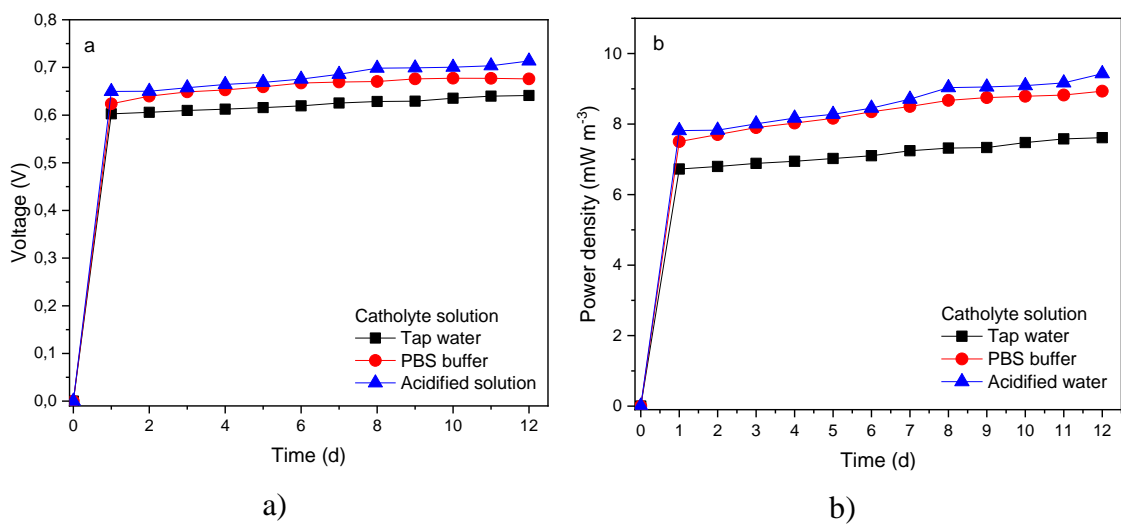 a
Voltage (V)
0,8
0,7
0,6
0,5
0,4
0,3
0,2
0,1
0,0
Catholyte solution
Tap water
PBS buffer
Acidified solution
0 2 4 6 8 10 12
Time (d)
a)
b
Power density (mW m⁻³)
10
8
6
4
2
0
Catholyte solution
Tap water
PBS buffer
Acidified water
0 1 2 3 4 5 6 7 8 9 10 11 12
Time (d)
b)